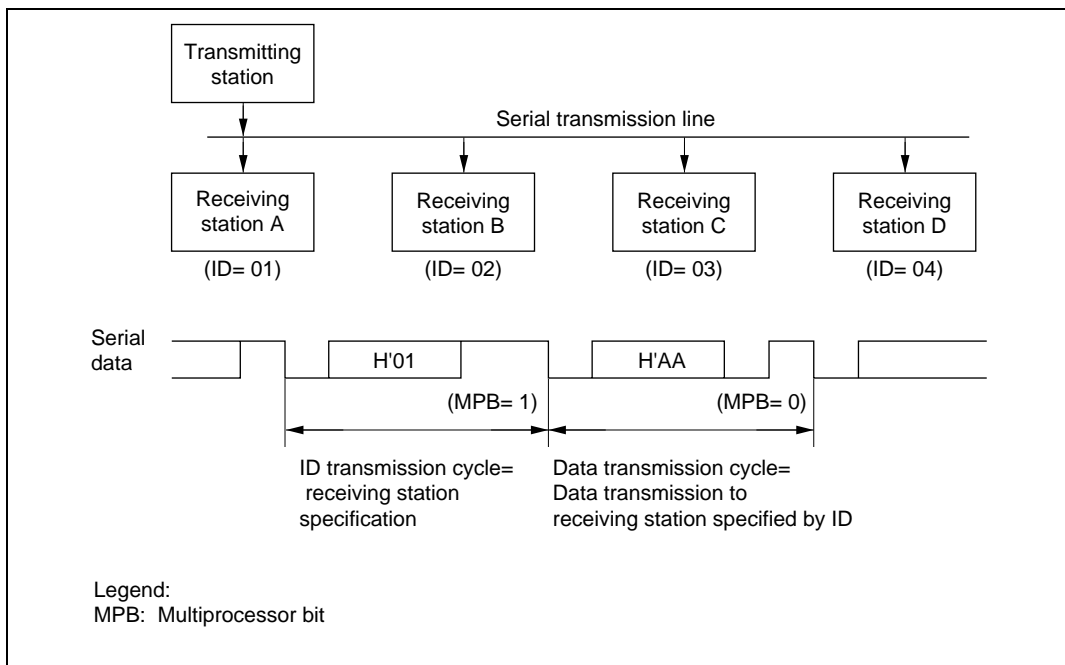 Transmitting
station
Serial transmission line
Receiving
station A
Receiving
station B
Receiving
station C
Receiving
station D
(ID= 01)
(ID= 02)
(ID= 03)
(ID= 04)
Serial
data
H'01
H'AA
(MPB= 1)
(MPB= 0)
ID transmission cycle=
receiving station
specification
Data transmission cycle=
Data transmission to
receiving station specified by ID
Legend:
MPB: Multiprocessor bit